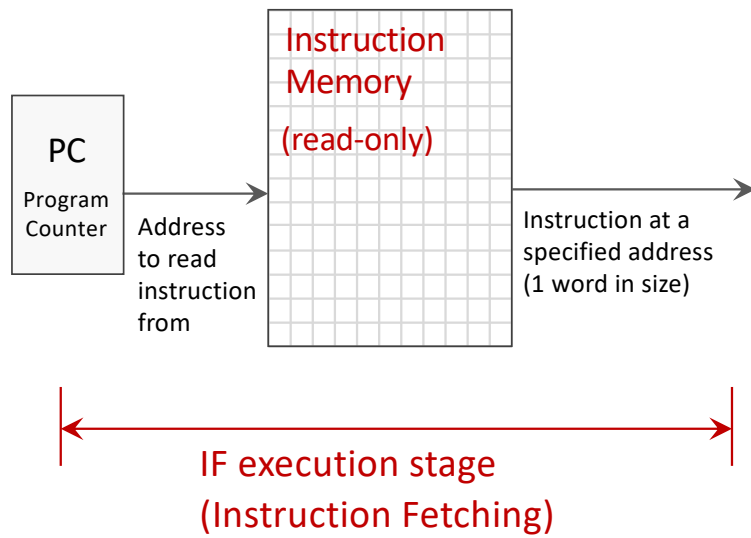 Instruction
Memory
(read-only)
PC
Program
Counter
Address
to read
instruction
from
Instruction at a
specified address
(1 word in size)
IF execution stage
(Instruction Fetching)